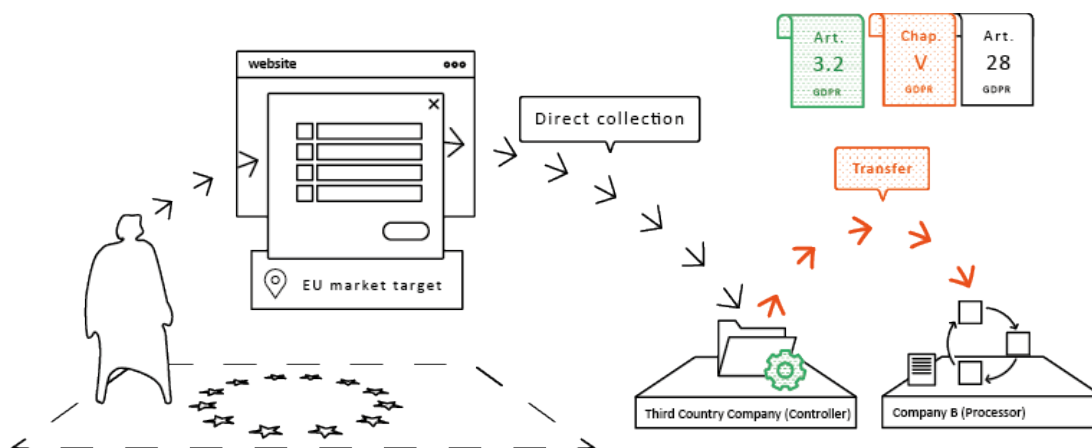 Art.
3.2
GDPR
Chap.
V
GDPR
Art.
28
GDPR
website
Direct collection
Transfer
EU market target
Third Country Company (Controller)
Company B (Processor)